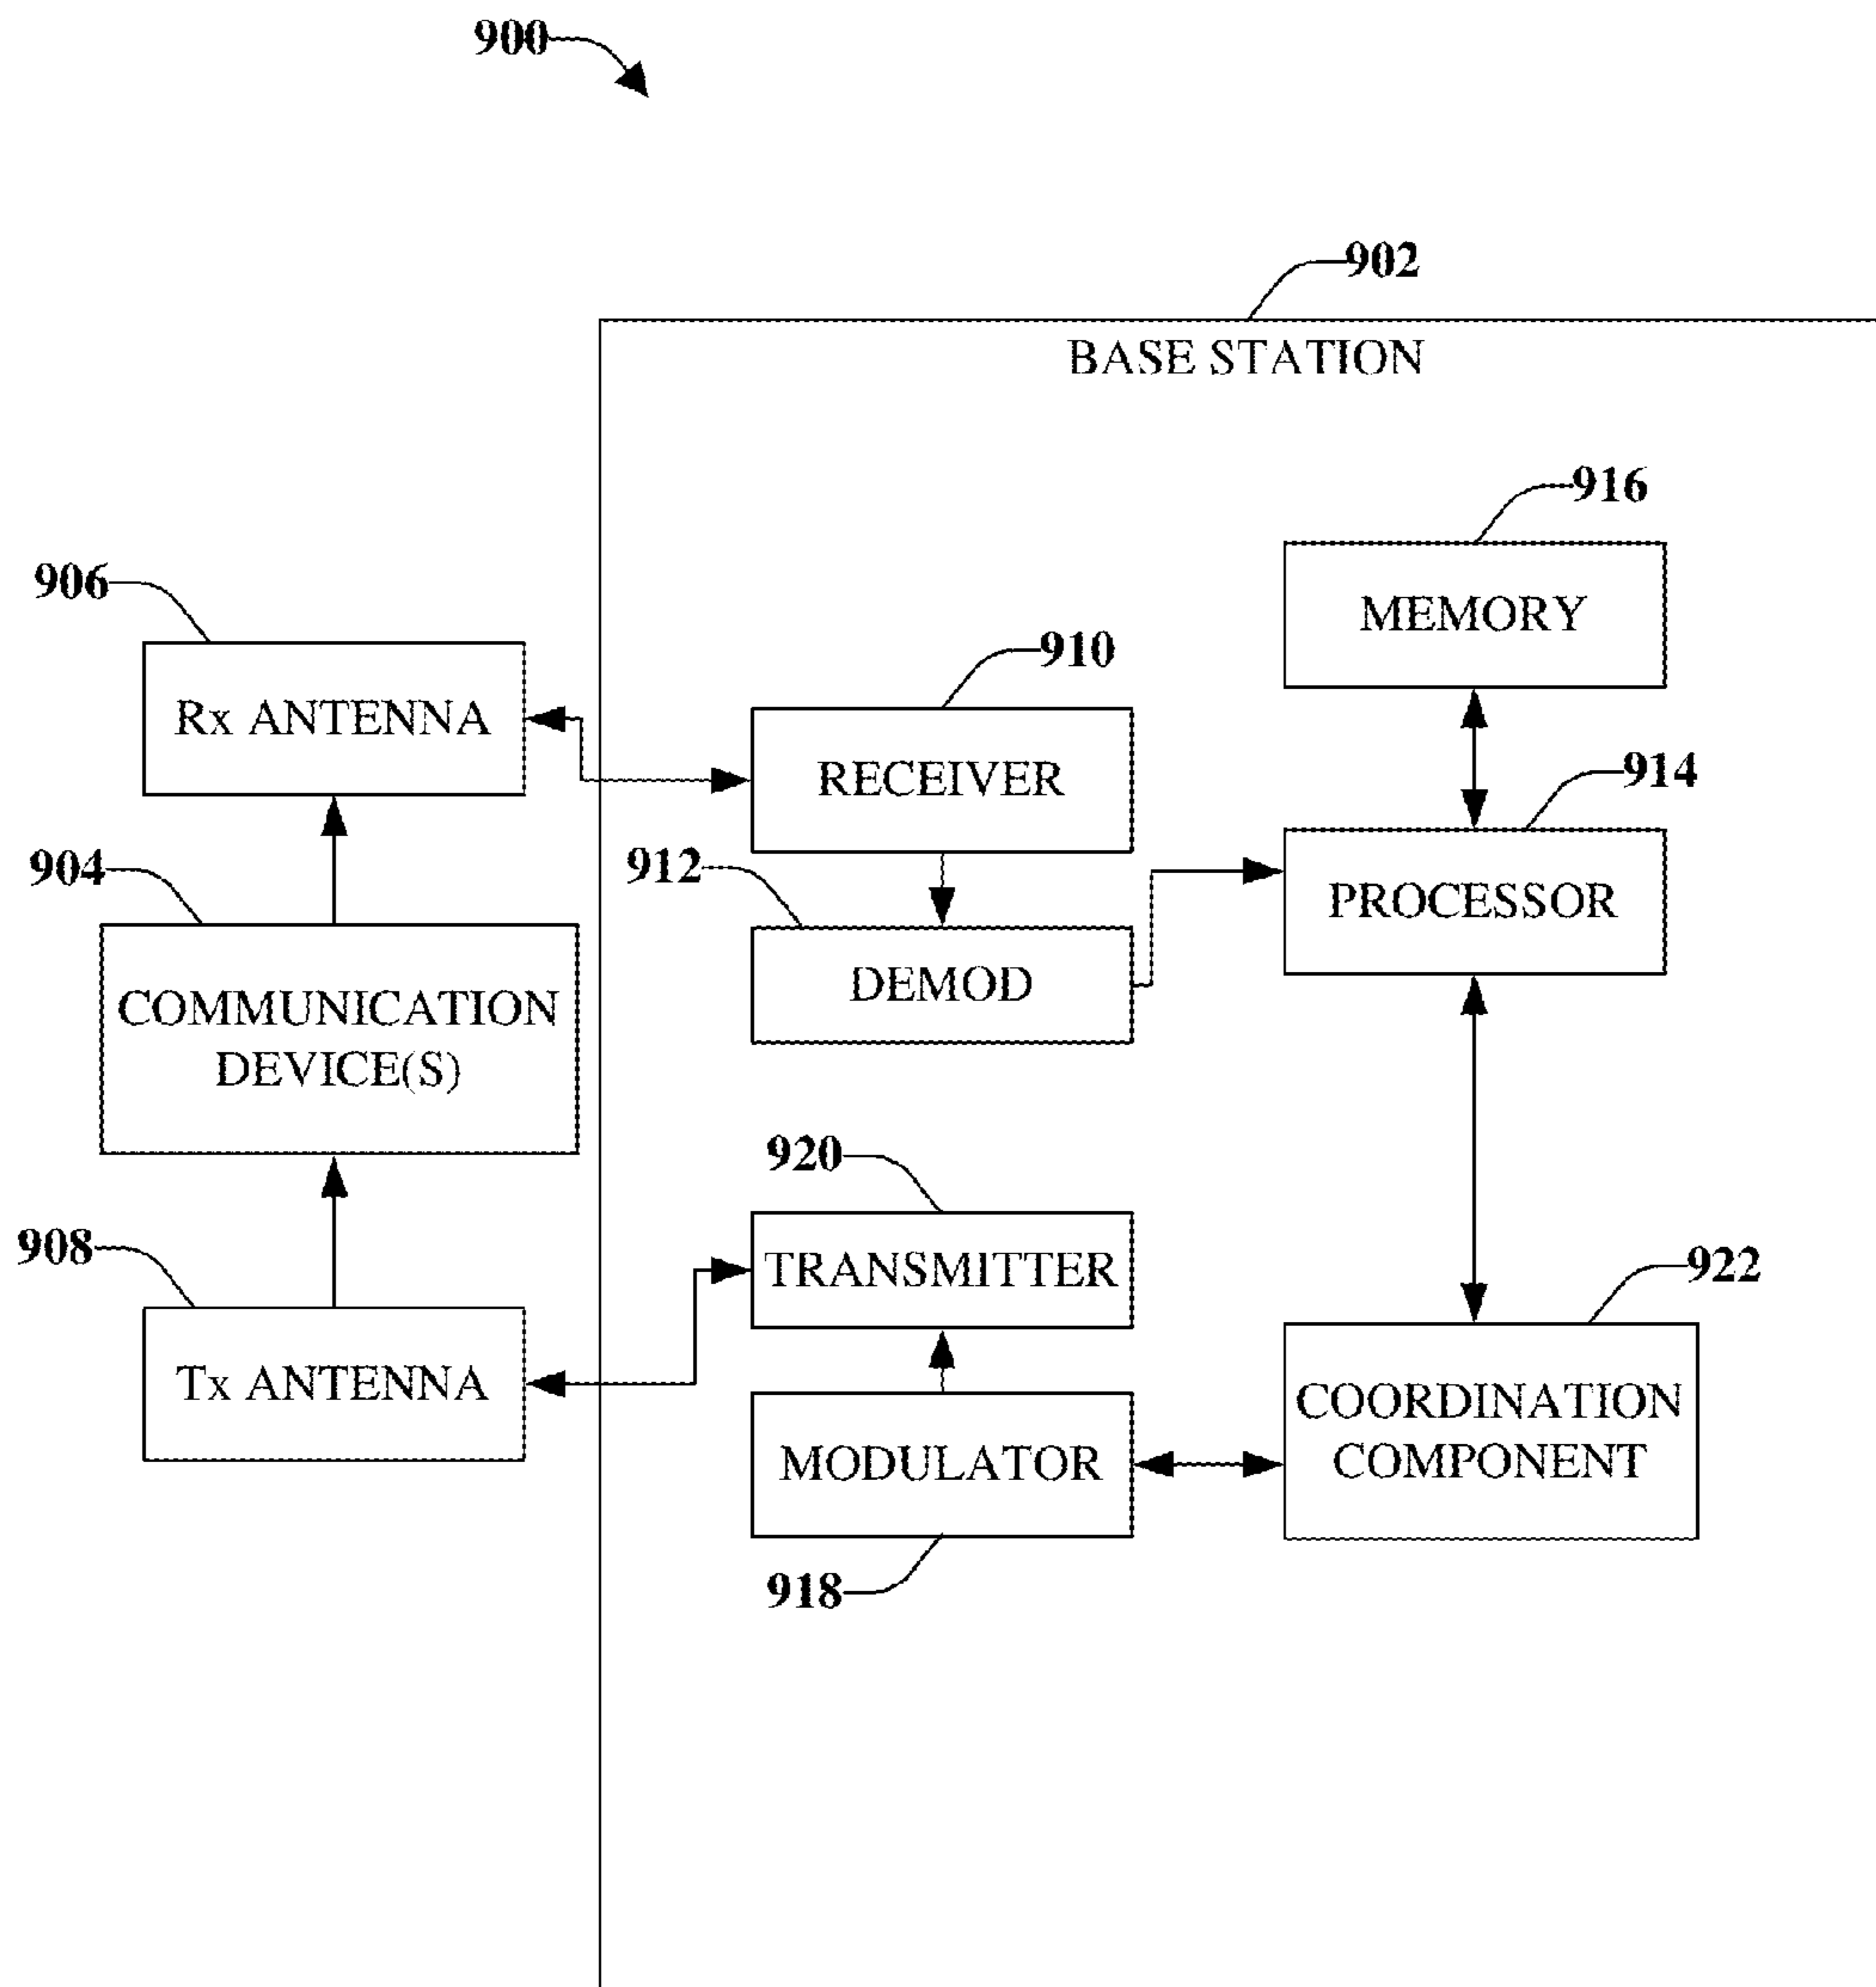 900
902
BASE STATION
916
MEMORY
906
Rx ANTENNA
910
RECEIVER
914
PROCESSOR
904
COMMUNICATION
DEVICE(S)
912
DEMOD
920
TRANSMITTER
908
Tx ANTENNA
922
COORDINATION
COMPONENT
MODULATOR
918